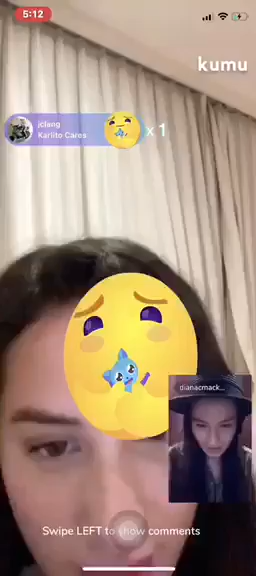 5:12
kumu
jclang
Karlito Cares
x 1
dianacmack...
Swipe LEFT to show comments